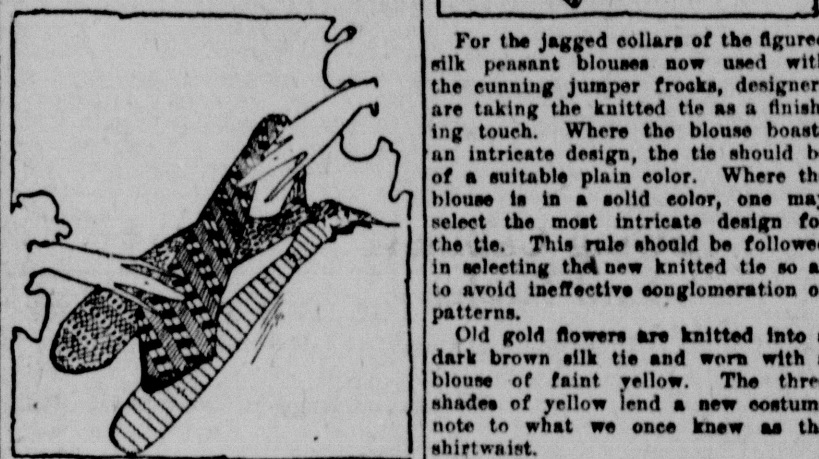 For the jagged collars of the figure
silk peasant blouses now used wit
the cunning jumper frocks, designer
are taking the knitted tie as a finish
ing touch. Where the blouse boast
an intricate design, the tie should b
of a suitable plain color. Where th
blouse is in a solid color, one may
select the most intricate design fo
the tie. This rule should be followe
in selecting the new knitted tie so a
to avoid ineffective conglomeration o
patterns.
Old gold flowers are knitted into
dark brown silk tie and worn with
blouse of faint yellow. The thre
shades of yellow lend a new costum
note to what we once knew as th
shirtwaist.